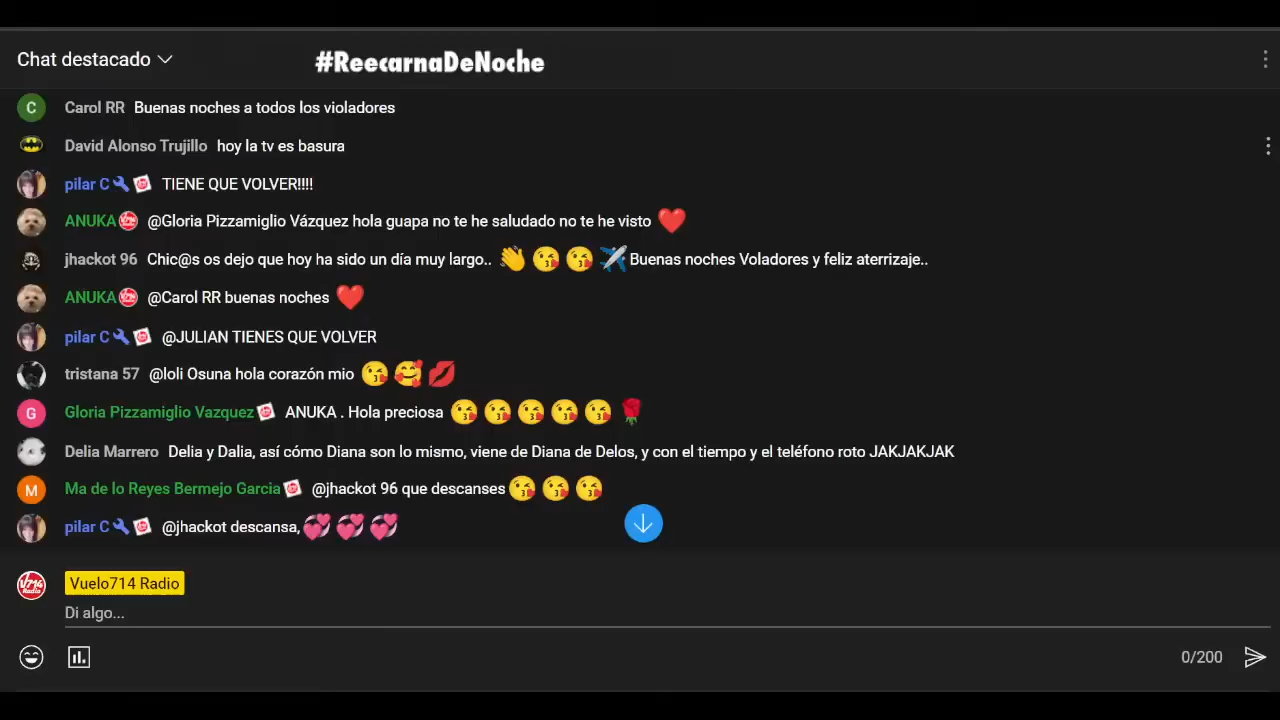 Chat destacado
#ReecarnaDeNoche
C Carol RR Buenas noches a todos los violadores
David Alonso Trujillo hoy la tv es basura
pilar C TIENE QUE VOLVER!!!!
ANUKA @Gloria Pizzamiglio Vázquez hola guapa no te he saludado no te he visto ❤️
jhackot 96 Chic@s os dejo que hoy ha sido un día muy largo.. 👋 😘 😘 ✈️ Buenas noches Voladores y feliz aterrizaje..
ANUKA @Carol RR buenas noches ❤️
pilar C @JULIAN TIENES QUE VOLVER
tristana 57 @loli Osuna hola corazón mio 😘 🥰 💋
G Gloria Pizzamiglio Vazquez ANUKA . Hola preciosa 😘 😘 😘 😘 😘 🌹
Delia Marrero Delia y Dalia, así cómo Diana son lo mismo, viene de Diana de Delos, y con el tiempo y el teléfono roto JAKJAKJAK
M Ma de lo Reyes Bermejo Garcia @jhackot 96 que descanses 😘 😘 😘
pilar C @jhackot descansa, 💞 💞 💞
V714 Radio Vuelo714 Radio
Di algo...
0/200